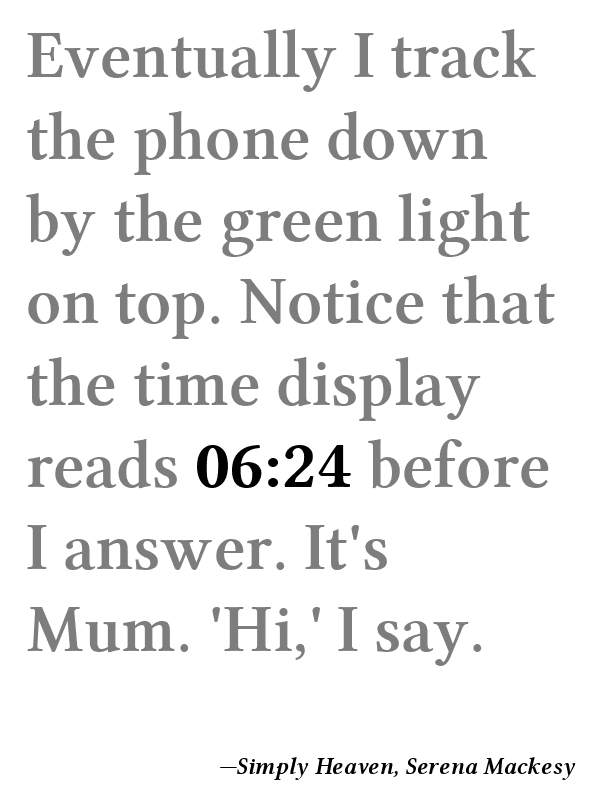 Eventually I track
the phone down
by the green light
on top. Notice that
the time display
reads 06:24 before
I answer. It's
Mum. 'Hi,' I say.
—Simply Heaven, Serena Mackesy